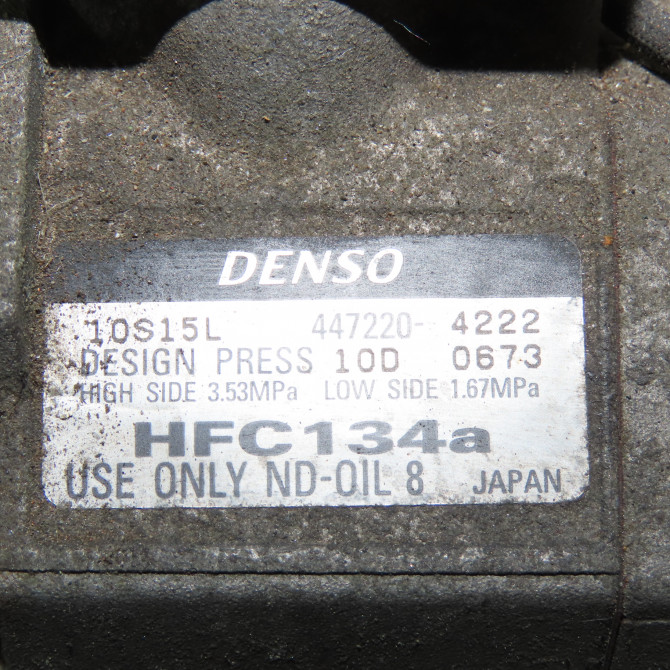 DENSO
10S15L 447220-4222
DESIGN PRESS 10D 0673
HIGH SIDE 3.53MPa LOW SIDE 1.67MPa
HFC134a
USE ONLY ND-OIL 8 JAPAN